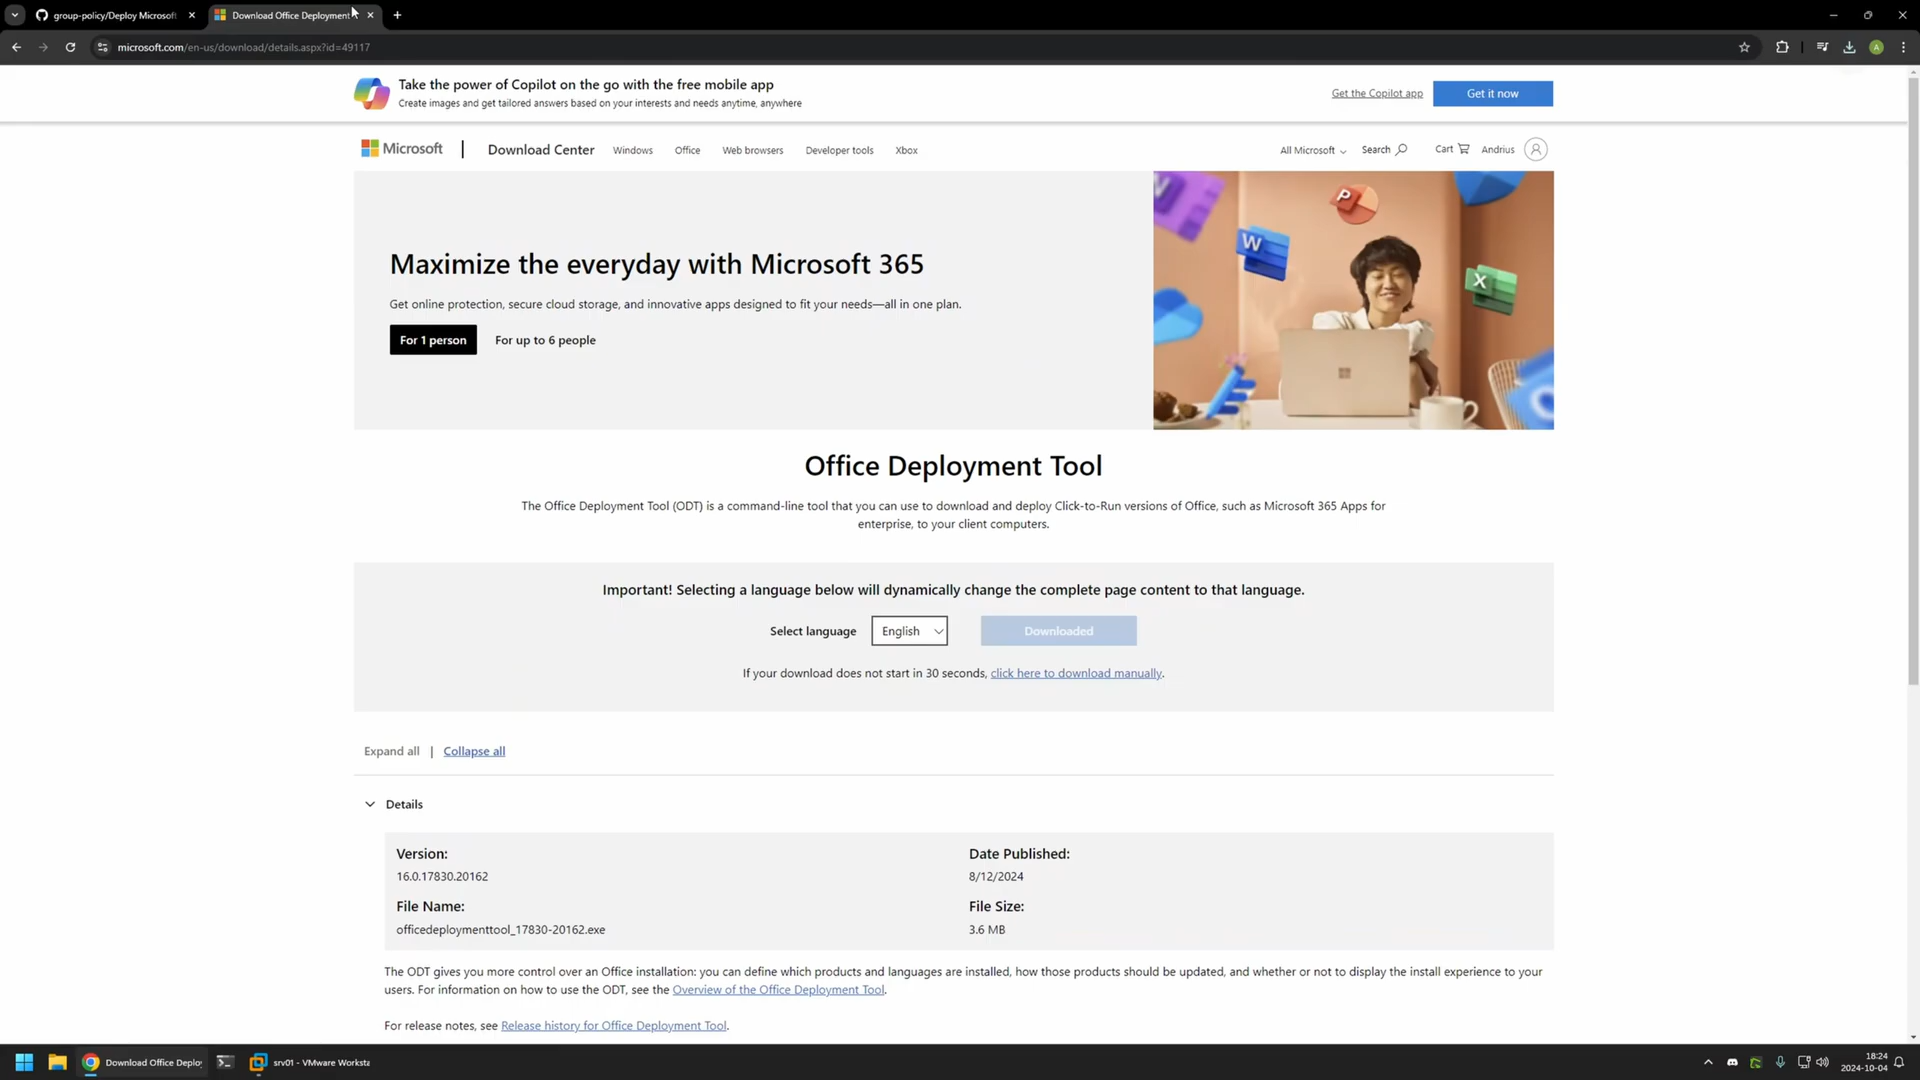 group-policy/Deploy Microsoft
Download Office Deployment
microsoft.com/en-us/download/details.aspx?id=49117
A
Take the power of Copilot on the go with the free mobile app
Create images and get tailored answers based on your interests and needs anytime, anywhere
Get the Copilot app
Get it now
Microsoft
Download Center
Windows
Office
Web browsers
Developer tools
Xbox
All Microsoft
Search
Cart
Andrius
Maximize the everyday with Microsoft 365
Get online protection, secure cloud storage, and innovative apps designed to fit your needs—all in one plan.
For 1 person
For up to 6 people
N
P
W
X
Office Deployment Tool
The Office Deployment Tool (ODT) is a command-line tool that you can use to download and deploy Click-to-Run versions of Office, such as Microsoft 365 Apps for
enterprise, to your client computers.
Important! Selecting a language below will dynamically change the complete page content to that language.
Select language
English
Downloaded
If your download does not start in 30 seconds, click here to download manually.
Expand all | Collapse all
Details
Version:
16.0.17830.20162
Date Published:
8/12/2024
File Name:
officedeploymenttool_17830-20162.exe
File Size:
3.6 MB
The ODT gives you more control over an Office installation: you can define which products and languages are installed, how those products should be updated, and whether or not to display the install experience to your
users. For information on how to use the ODT, see the Overview of the Office Deployment Tool.
For release notes, see Release history for Office Deployment Tool.
Download Office Deplo
srv01 - VMware Worksta
18:24
2024-10-04